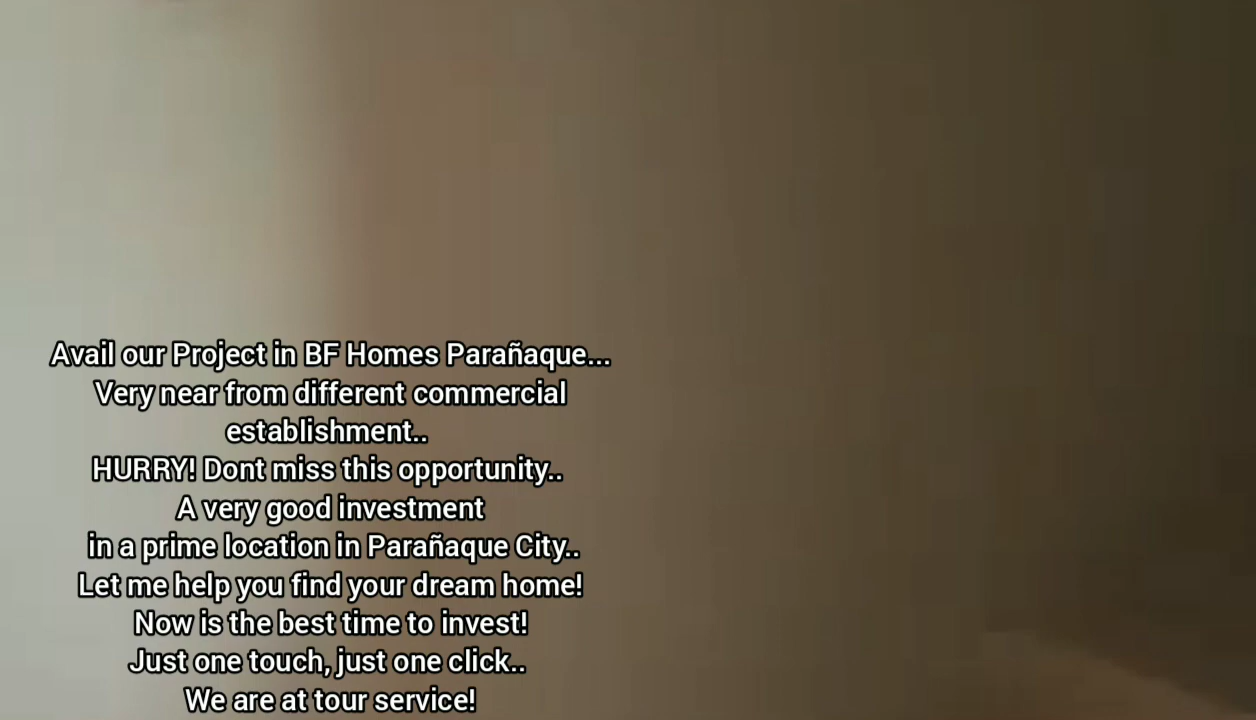 Avail our Project in BF Homes Parañaque...
Very near from different commercial
establishment..
HURRY! Dont miss this opportunity..
A very good investment
in a prime location in Parañaque City..
Let me help you find your dream home!
Now is the best time to invest!
Just one touch, just one click..
We are at tour service!